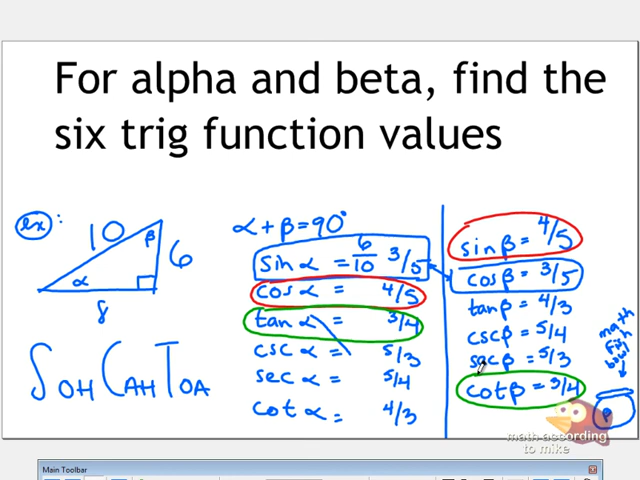 For alpha and beta, find the
six trig function values
ex:
10
β
6
α
8
SOH CAH TOA
α + β = 90°
sin α = 6/10 3/5
cos α = 4/5
tan α = 3/4
csc α = 5/3
sec α = 5/4
cot α = 4/3
sin β = 4/5
cos β = 3/5
tan β = 4/3
csc β = 5/4
sec β = 5/3
cot β = 3/4
math
fish
bowl
math according
to mike
Main Toolbar